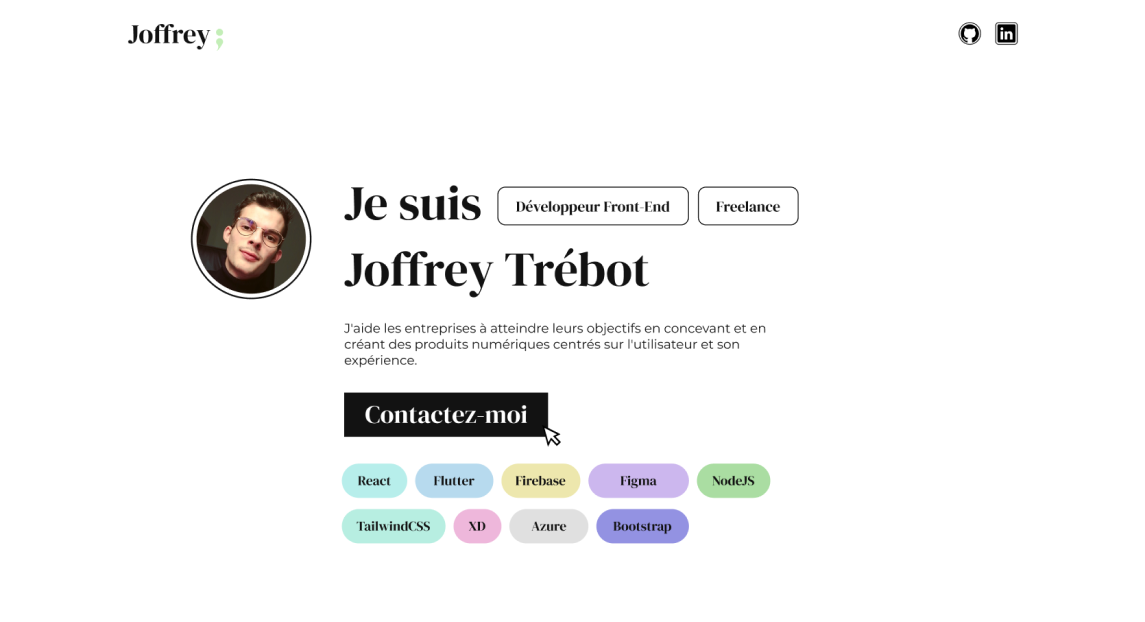 Joffrey ;
Je suis
Développeur Front-End
Freelance
Joffrey Trébot
J'aide les entreprises à atteindre leurs objectifs en concevant et en
créant des produits numériques centrés sur l'utilisateur et son
expérience.
Contactez-moi
React
Flutter
Firebase
Figma
NodeJS
TailwindCSS
XD
Azure
Bootstrap